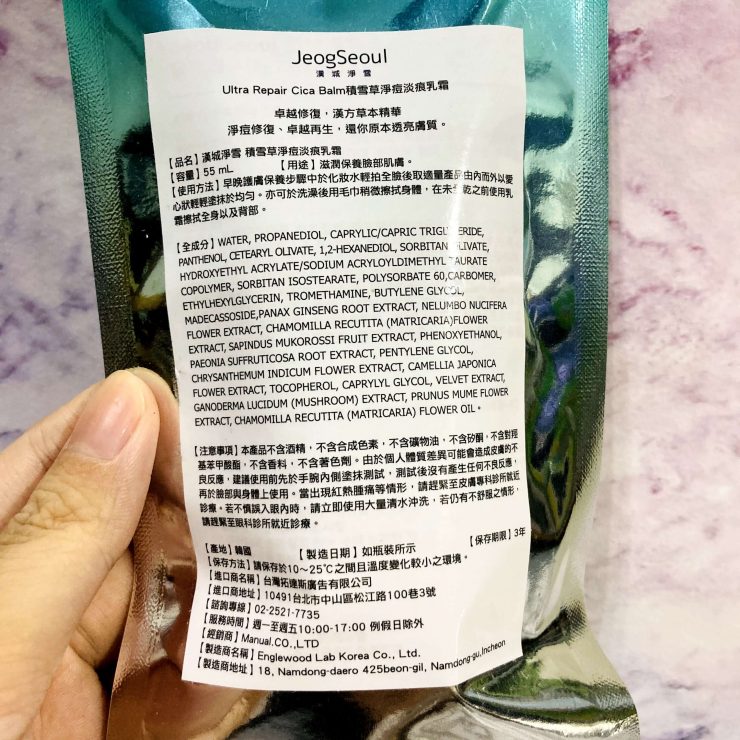 JeogSeoul
漢城淨雪
Ultra Repair Cica Balm積雪草淨痘淡痕乳霜
卓越修復，漢方草本精華
淨痘修復、卓越再生，還你原本透亮膚質。
【品名】漢城淨雪 積雪草淨痘淡痕乳霜
【容量】55 mL 【用途】滋潤保養臉部肌膚。
【使用方法】早晚護膚保養步驟中於化妝水輕拍全臉後取適量產品由內而外以愛
心狀輕輕塗抹於均勻。亦可於洗澡後用毛巾稍微擦拭身體，在未全乾之前使用乳
霜擦拭全身以及背部。
【全成分】WATER, PROPANEDIOL, CAPRYLIC/CAPRIC
PANTHENOL, CETEARYL OLIVATE, 1,2-HEXANEDIOL, SORBITAN
HYDROXYETHYL ACRYLATE/SODIUM ACRYLOYLDIMETHYL TAURATE
COPOLYMER, SORBITAN ISOSTEARATE, POLYSORBATE 60,CARBOMER,
ETHYLHEXYLGLYCERIN, TROMETHAMINE, BUTYLENE GLYCOL,
MADECASSOSIDE,PANAX GINSENG ROOT EXTRACT, NELUMBO NUCIFERA
FLOWER EXTRACT, CHAMOMILLA RECUTITA (MATRICARIA)FLOWER
EXTRACT, SAPINDUS MUKOROSSI FRUIT EXTRACT, PHENOXYETHANOL,
PAEONIA SUFFRUTICOSA ROOT EXTRACT, PENTYLENE GLYCOL,
CHRYSANTHEMUM INDICUM FLOWER EXTRACT, CAMELLIA JAPONICA
FLOWER EXTRACT, TOCOPHEROL, CAPRYLYL GLYCOL, VELVET EXTRACT,
GANODERMA LUCIDUM (MUSHROOM) EXTRACT, PRUNUS MUME FLOWER
EXTRACT, CHAMOMILLA RECUTITA (MATRICARIA) FLOWER OIL。
【注意事項】本產品不含酒精，不含合成色素，不含礦物油，不含矽酮，不含對羥
基苯甲酸酯，不含香料，不含著色劑。由於個人體質差異可能會造成皮膚的不
良反應，建議使用前先於手腕內側塗抹測試，測試後沒有產生任何不良反應，
再於臉部與身體上使用。當出現紅熱腫痛等情形，請趕緊至皮膚專科診所就近
診療。若不慎誤入眼內時，請立即使用大量清水沖洗，若仍有不舒服之情形，
請趕緊至眼科診所就近診療。
【產地】韓國 【製造日期】如瓶裝所示 【保存期限】3年
【保存方法】請保存於10～25℃之間且溫度變化較小之環境。
【進口商名稱】台灣拓達斯廣告有限公司
【進口商地址】10491台北市中山區松江路100巷3號
【諮詢專線】02-2521-7735
【服務時間】週一至週五10:00-17:00 例假日除外
【經銷商】Manual.CO.,LTD
【製造商名稱】Englewood Lab Korea Co., Ltd.
【製造商地址】18, Namdong-daero 425beon-gil, Namdong-gu,Incheon